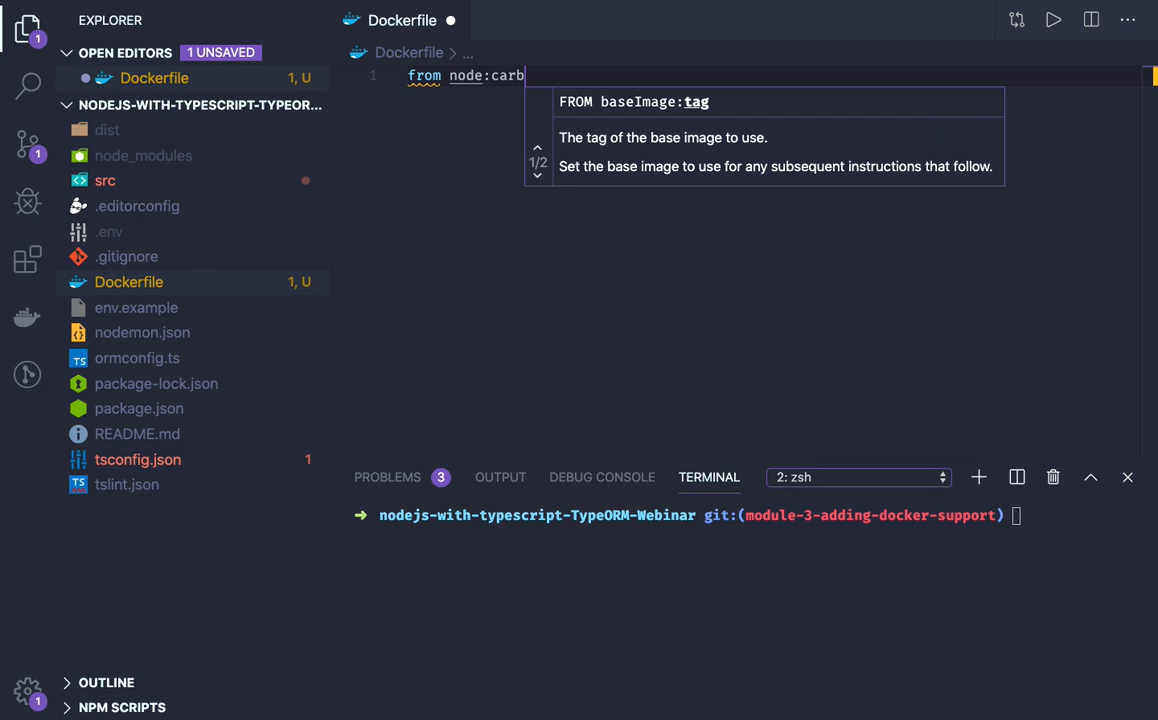 EXPLORER
OPEN EDITORS 1 UNSAVED
Dockerfile 1, U
NODEJS-WITH-TYPESCRIPT-TYPEOR...
dist
node_modules
src
.editorconfig
.env
.gitignore
Dockerfile 1, U
env.example
nodemon.json
ormconfig.ts
package-lock.json
package.json
README.md
tsconfig.json 1
tslint.json
OUTLINE
NPM SCRIPTS
1
1
1
Dockerfile
Dockerfile > ...
1 from node:carb
FROM baseImage:tag
1/2
The tag of the base image to use.
Set the base image to use for any subsequent instructions that follow.
PROBLEMS 3 OUTPUT DEBUG CONSOLE TERMINAL 2: zsh
→ nodejs-with-typescript-TypeORM-Webinar git:(module-3-adding-docker-support)